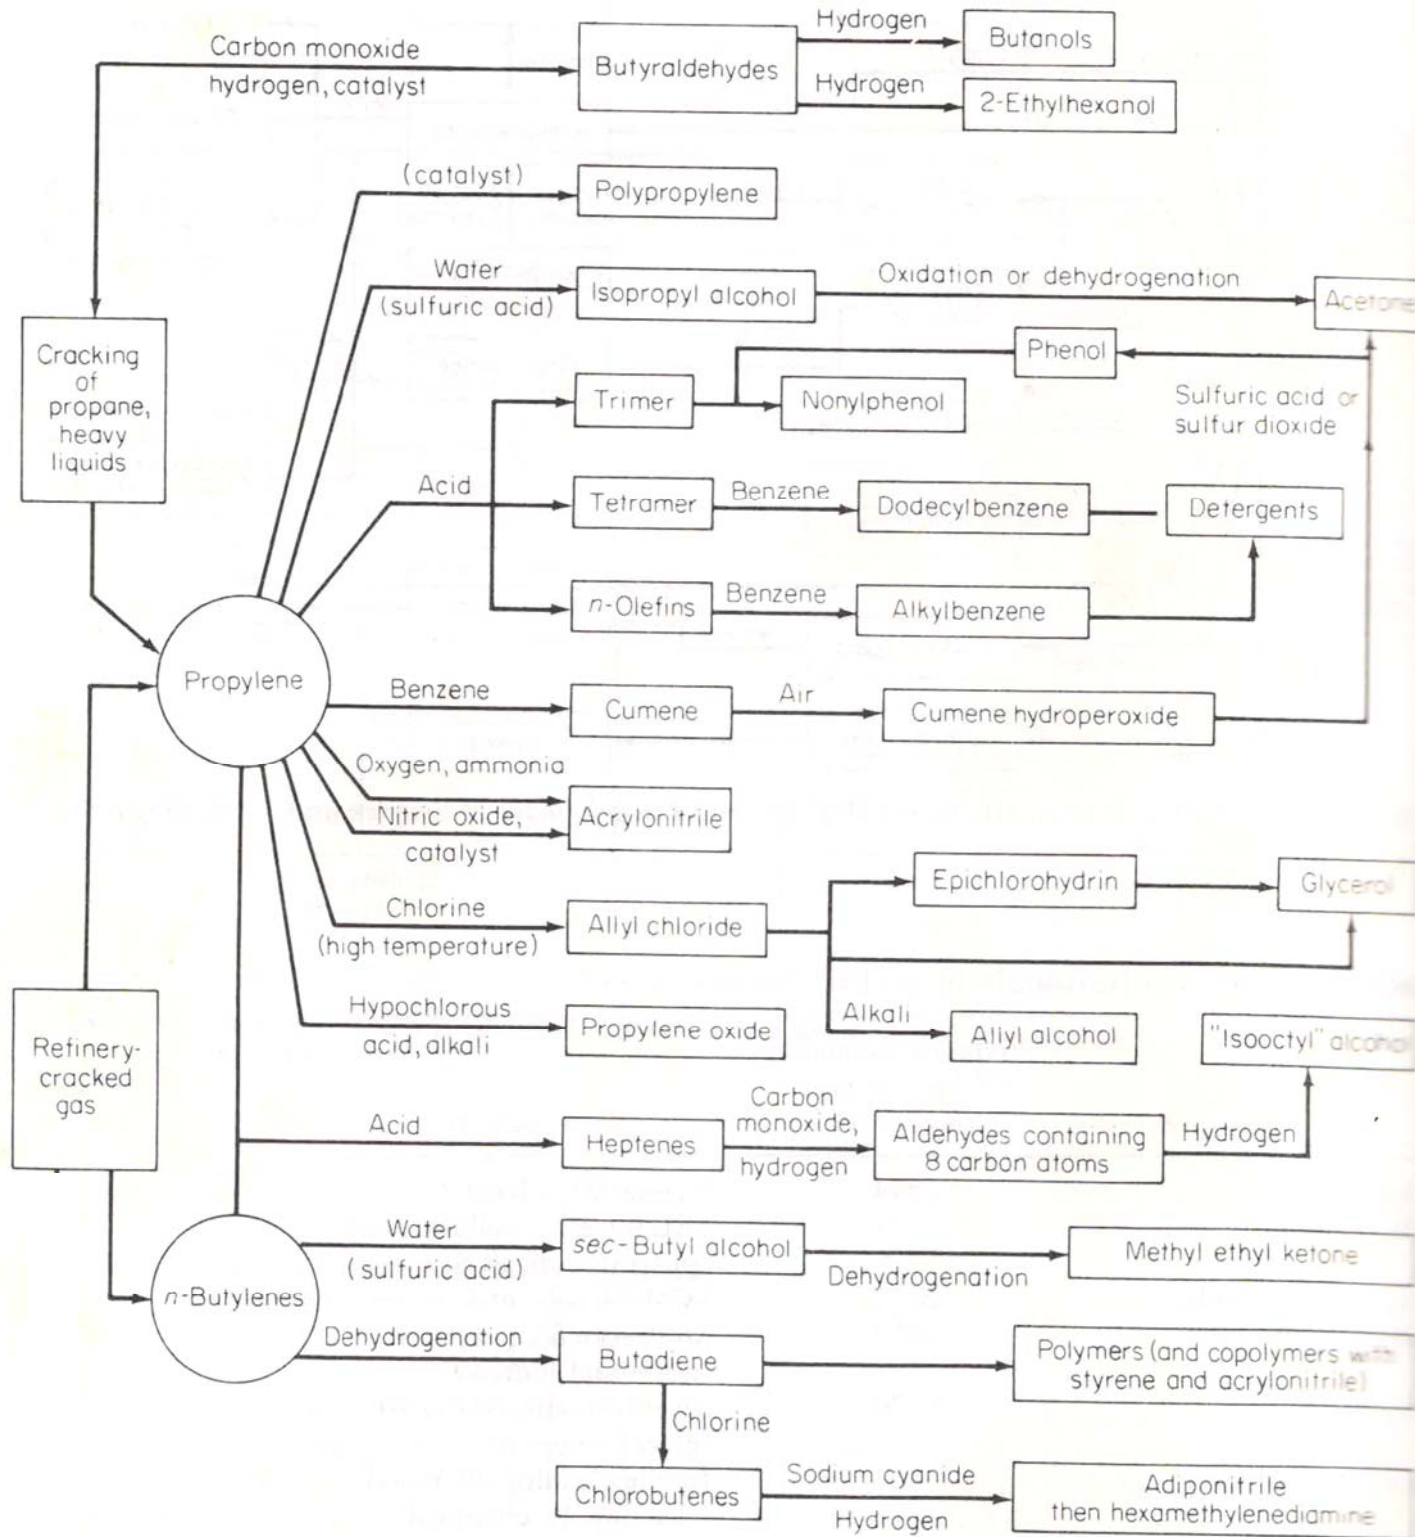 Hydrogen
Butanols
Carbon monoxide
hydrogen, catalyst
Butyraldehydes
Hydrogen
2-Ethylhexanol
(catalyst)
Polypropylene
Water
(sulfuric acid)
Isopropyl alcohol
Oxidation or dehydrogenation
Acetone
Cracking
of
propane,
heavy
liquids
Phenol
Trimer
Nonylphenol
Sulfuric acid or
sulfur dioxide
Acid
Tetramer
Benzene
Dodecylbenzene
Detergents
n-Olefins
Benzene
Alkylbenzene
Propylene
Benzene
Cumene
Air
Cumene hydroperoxide
Oxygen, ammonia
Nitric oxide,
catalyst
Acrylonitrile
Epichlorohydrin
Glycerol
Chlorine
(high temperature)
Allyl chloride
Hypochlorous
acid, alkali
Propylene oxide
Alkali
Allyl alcohol
"Isooctyl" alcohol
Refinery-
cracked
gas
Acid
Heptenes
Carbon
monoxide,
hydrogen
Aldehydes containing
8 carbon atoms
Hydrogen
Water
(sulfuric acid)
sec-Butyl alcohol
Dehydrogenation
Methyl ethyl ketone
n-Butylenes
Dehydrogenation
Butadiene
Polymers (and copolymers with
styrene and acrylonitrile)
Chlorine
Chlorobutenes
Sodium cyanide
Hydrogen
Adiponitrile
then hexamethylenediamine